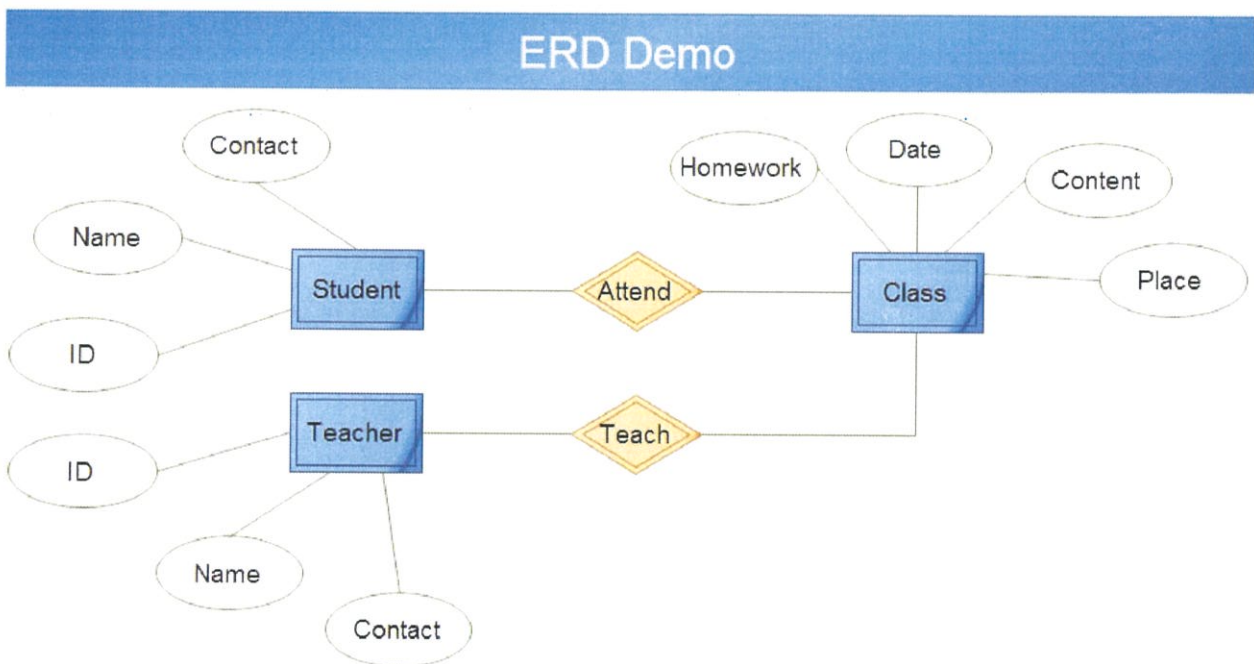 ERD Demo
Contact
Homework
Date
Content
Name
Student
Attend
Class
Place
ID
Teacher
Teach
ID
Name
Contact